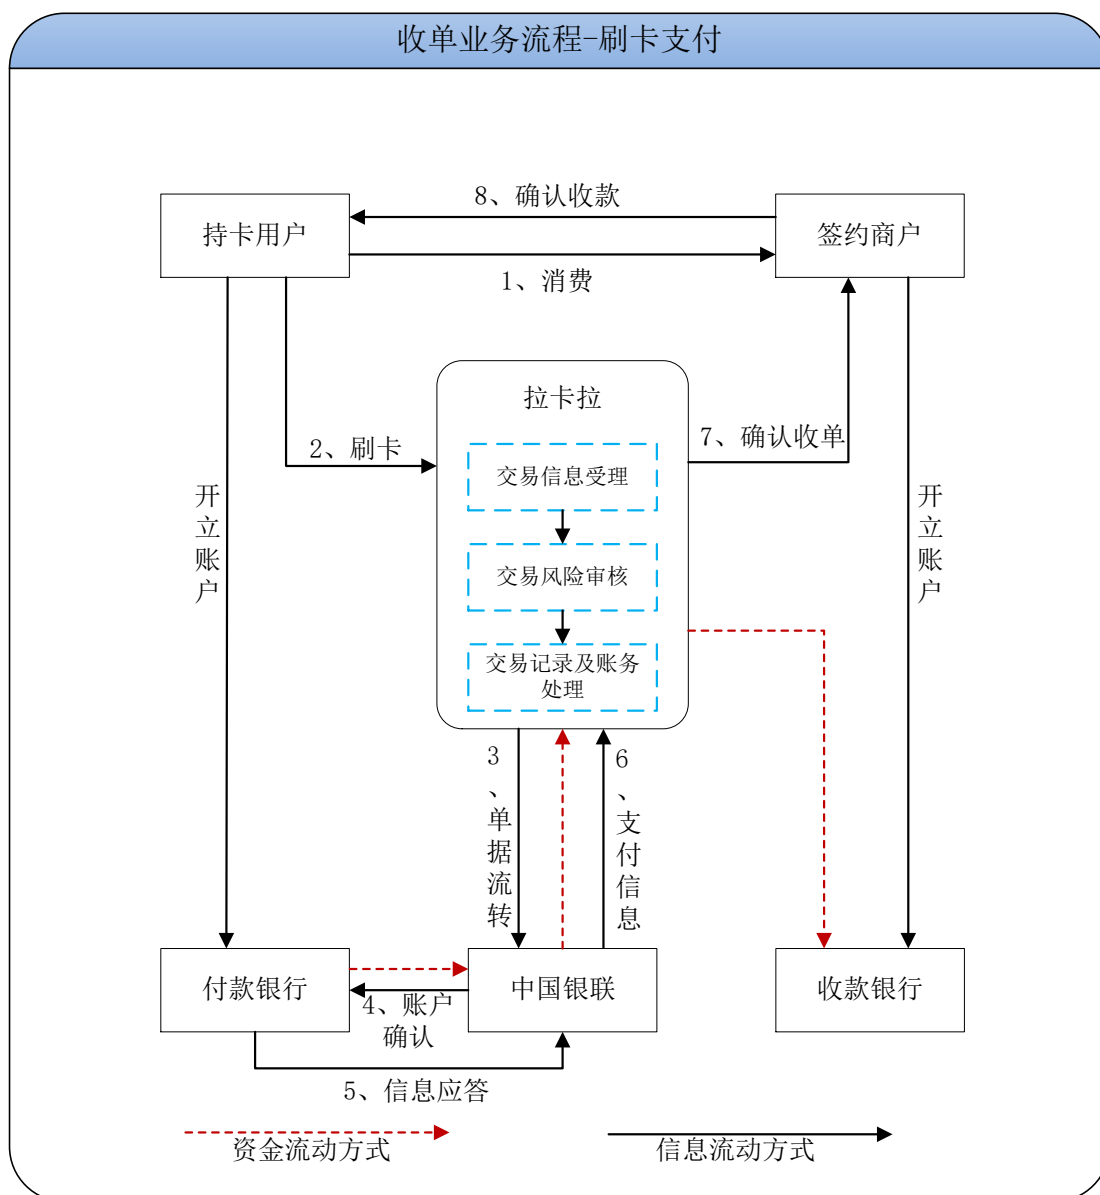 收单业务流程-刷卡支付
8、确认收款
持卡用户
签约商户
1、消费
拉卡拉
2、刷卡
7、确认收单
交易信息受理
开立账户
开立账户
交易风险审核
交易记录及账务
处理
3、单据流转
6、支付信息
付款银行
中国银联
收款银行
4、账户
确认
5、信息应答
资金流动方式
信息流动方式